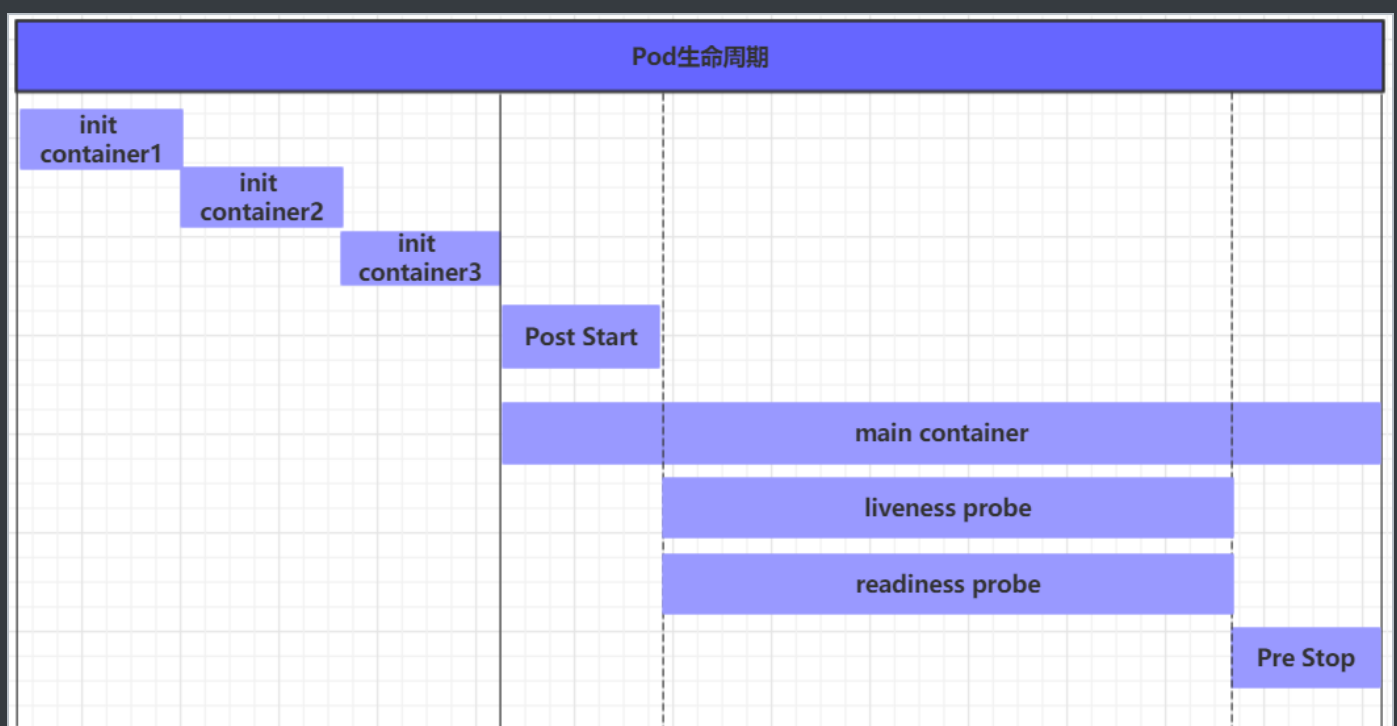 Pod生命周期
init
container1
init
container2
init
container3
Post Start
main container
liveness probe
readiness probe
Pre Stop